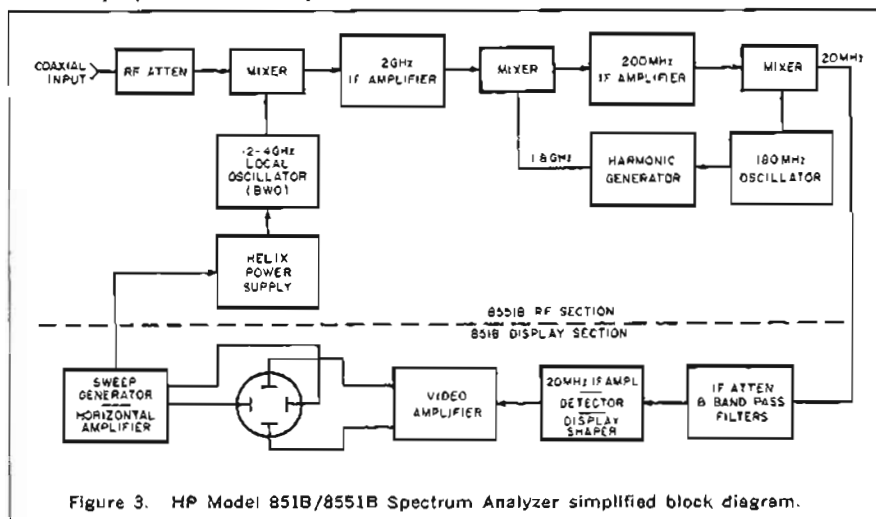 COAXIAL
INPUT
RF ATTEN
MIXER
2GHz
IF AMPLIFIER
MIXER
200MHz
IF AMPLIFIER
MIXER
20MHz
2-4GHz
LOCAL
OSCILLATOR
(BWO)
1.8GHz
HARMONIC
GENERATOR
180MHz
OSCILLATOR
HELIX
POWER
SUPPLY
8551B RF SECTION
851B DISPLAY SECTION
SWEEP
GENERATOR
HORIZONTAL
AMPLIFIER
VIDEO
AMPLIFIER
20MHz IF AMPL
DETECTOR
DISPLAY
SHAPER
IF ATTEN
& BAND PASS
FILTERS
Figure 3. HP Model 851B/8551B Spectrum Analyzer simplified block diagram.